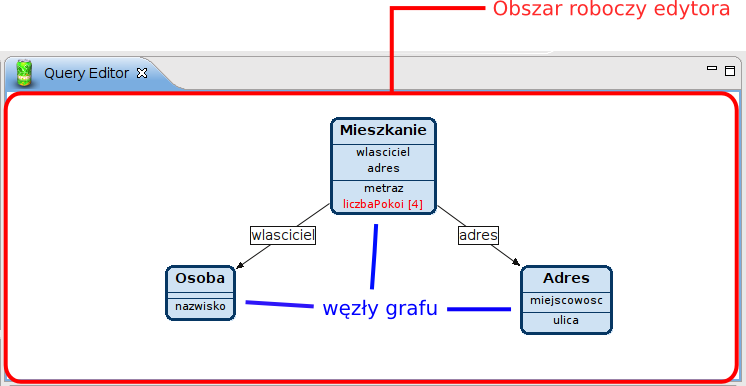 Obszar roboczy edytora
Query Editor
Mieszkanie
wlasciciel
adres
metraz
liczbaPokoi [4]
wlasciciel
adres
Osoba
nazwisko
Adres
miejscowosc
ulica
węzły grafu